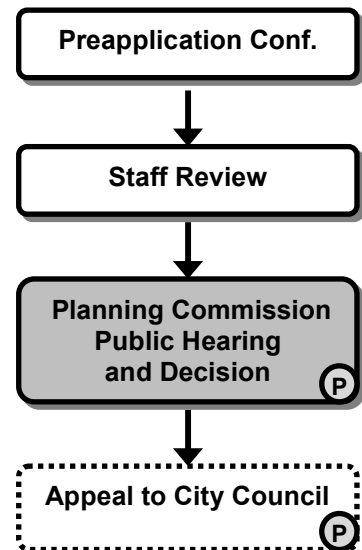 Preapplication Conf.
Staff Review
Planning Commission
Public Hearing
and Decision
P
Appeal to City Council
P